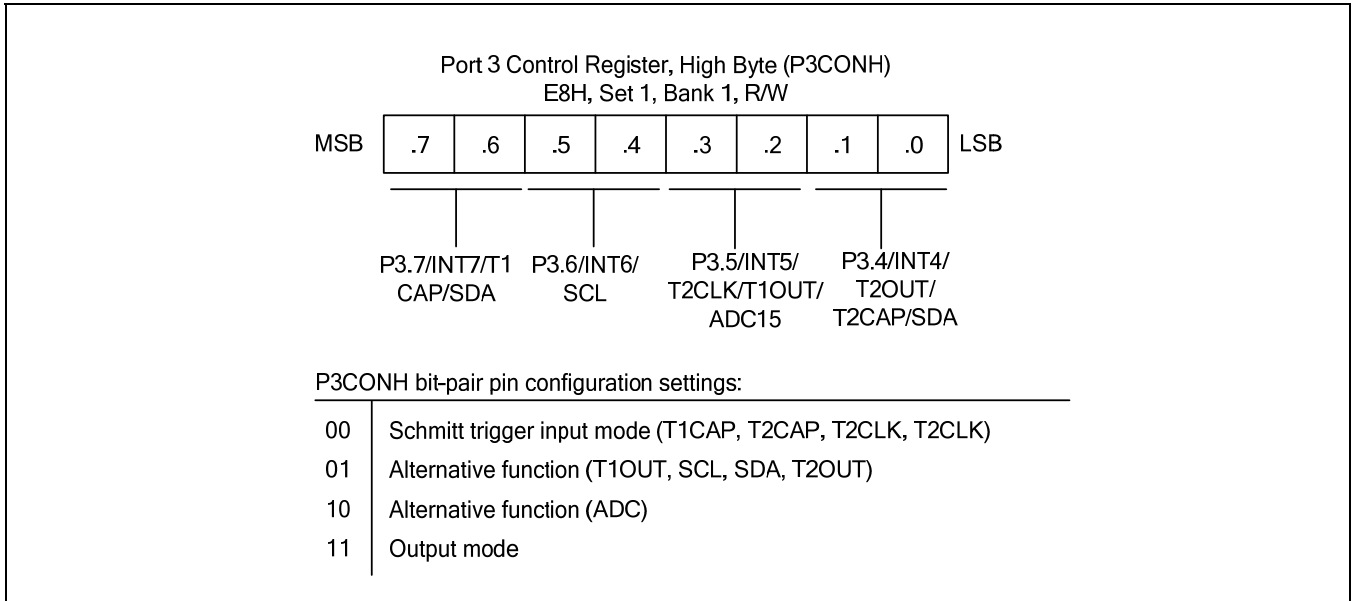 Port 3 Control Register, High Byte (P3CONH)
E8H, Set 1, Bank 1, R/W
MSB .7 .6 .5 .4 .3 .2 .1 .0 LSB
P3.7/INT7/T1
CAP/SDA
P3.6/INT6/
SCL
P3.5/INT5/
T2CLK/T1OUT/
ADC15
P3.4/INT4/
T2OUT/
T2CAP/SDA
P3CONH bit-pair pin configuration settings:
00 Schmitt trigger input mode (T1CAP, T2CAP, T2CLK, T2CLK)
01 Alternative function (T1OUT, SCL, SDA, T2OUT)
10 Alternative function (ADC)
11 Output mode